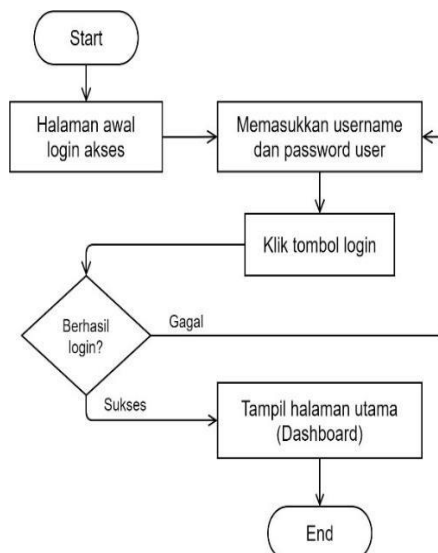 Start
Halaman awal
login akses
Memasukkan username
dan password user
Klik tombol login
Berhasil
login?
Gagal
Sukses
Tampil halaman utama
(Dashboard)
End